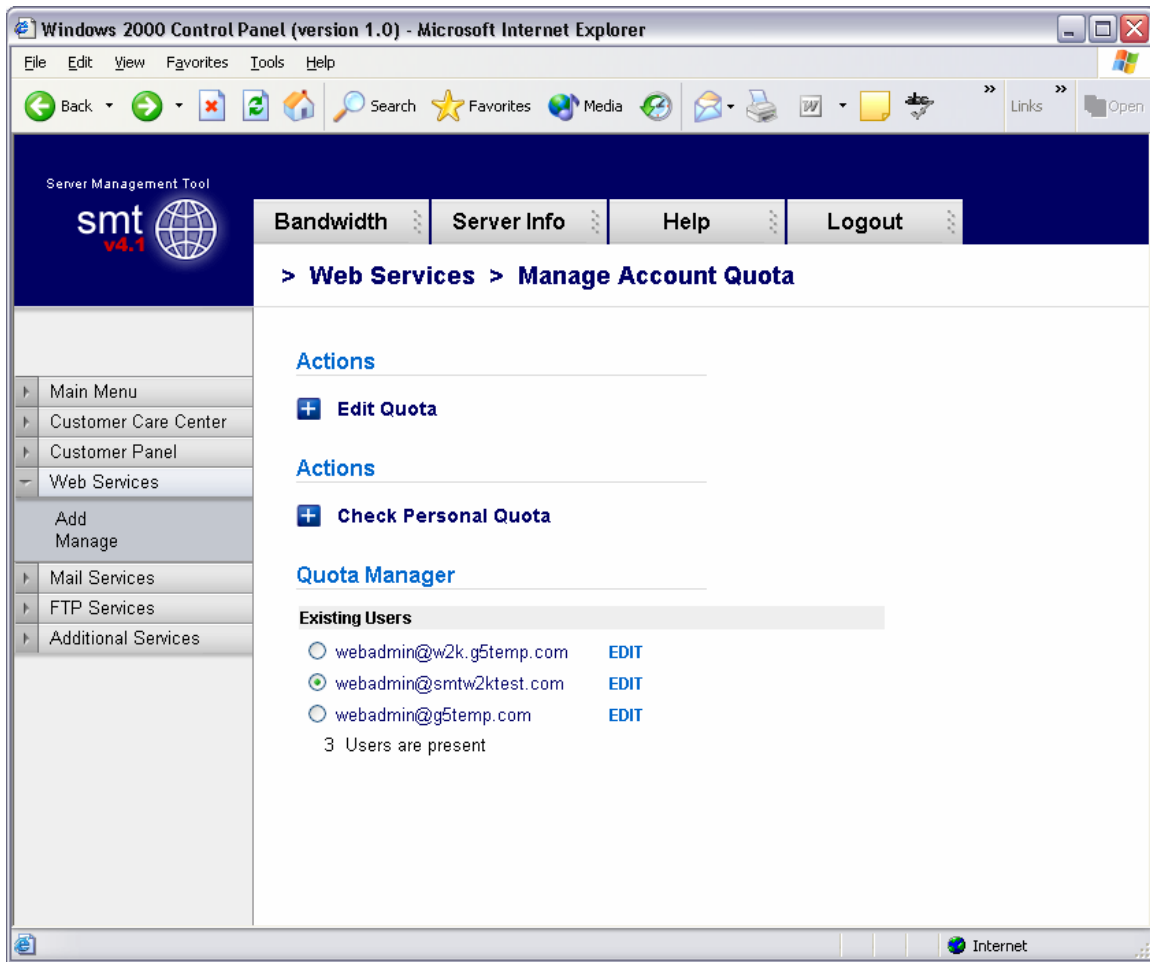 Windows 2000 Control Panel (version 1.0) - Microsoft Internet Explorer
File Edit View Favorites Tools Help
Back Search Favorites Media Links Open
Server Management Tool
smt
v4.1
Bandwidth Server Info Help Logout
> Web Services > Manage Account Quota
Main Menu
Customer Care Center
Customer Panel
Web Services
Add
Manage
Mail Services
FTP Services
Additional Services
Actions
Edit Quota
Actions
Check Personal Quota
Quota Manager
Existing Users
webadmin@w2k.g5temp.com EDIT
webadmin@smtw2ktest.com EDIT
webadmin@g5temp.com EDIT
3 Users are present
Internet